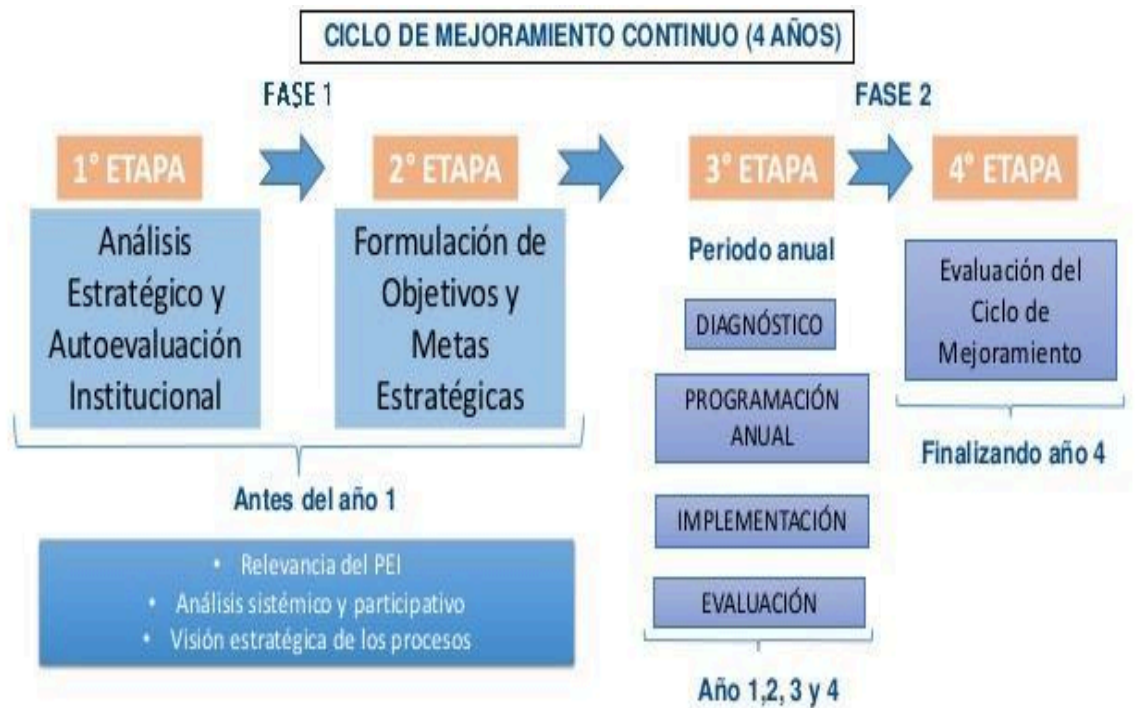 CICLO DE MEJORAMIENTO CONTINUO (4 AÑOS)
FASE 1
FASE 2
1° ETAPA
2° ETAPA
3° ETAPA
4° ETAPA
Análisis
Estratégico y
Autoevaluación
Institucional
Formulación de
Objetivos y
Metas
Estratégicas
Periodo anual
DIAGNÓSTICO
PROGRAMACIÓN
ANUAL
IMPLEMENTACIÓN
EVALUACIÓN
Evaluación del
Ciclo de
Mejoramiento
Finalizando año 4
Antes del año 1
• Relevancia del PEI
• Análisis sistémico y participativo
• Visión estratégica de los procesos
Año 1,2, 3 y 4